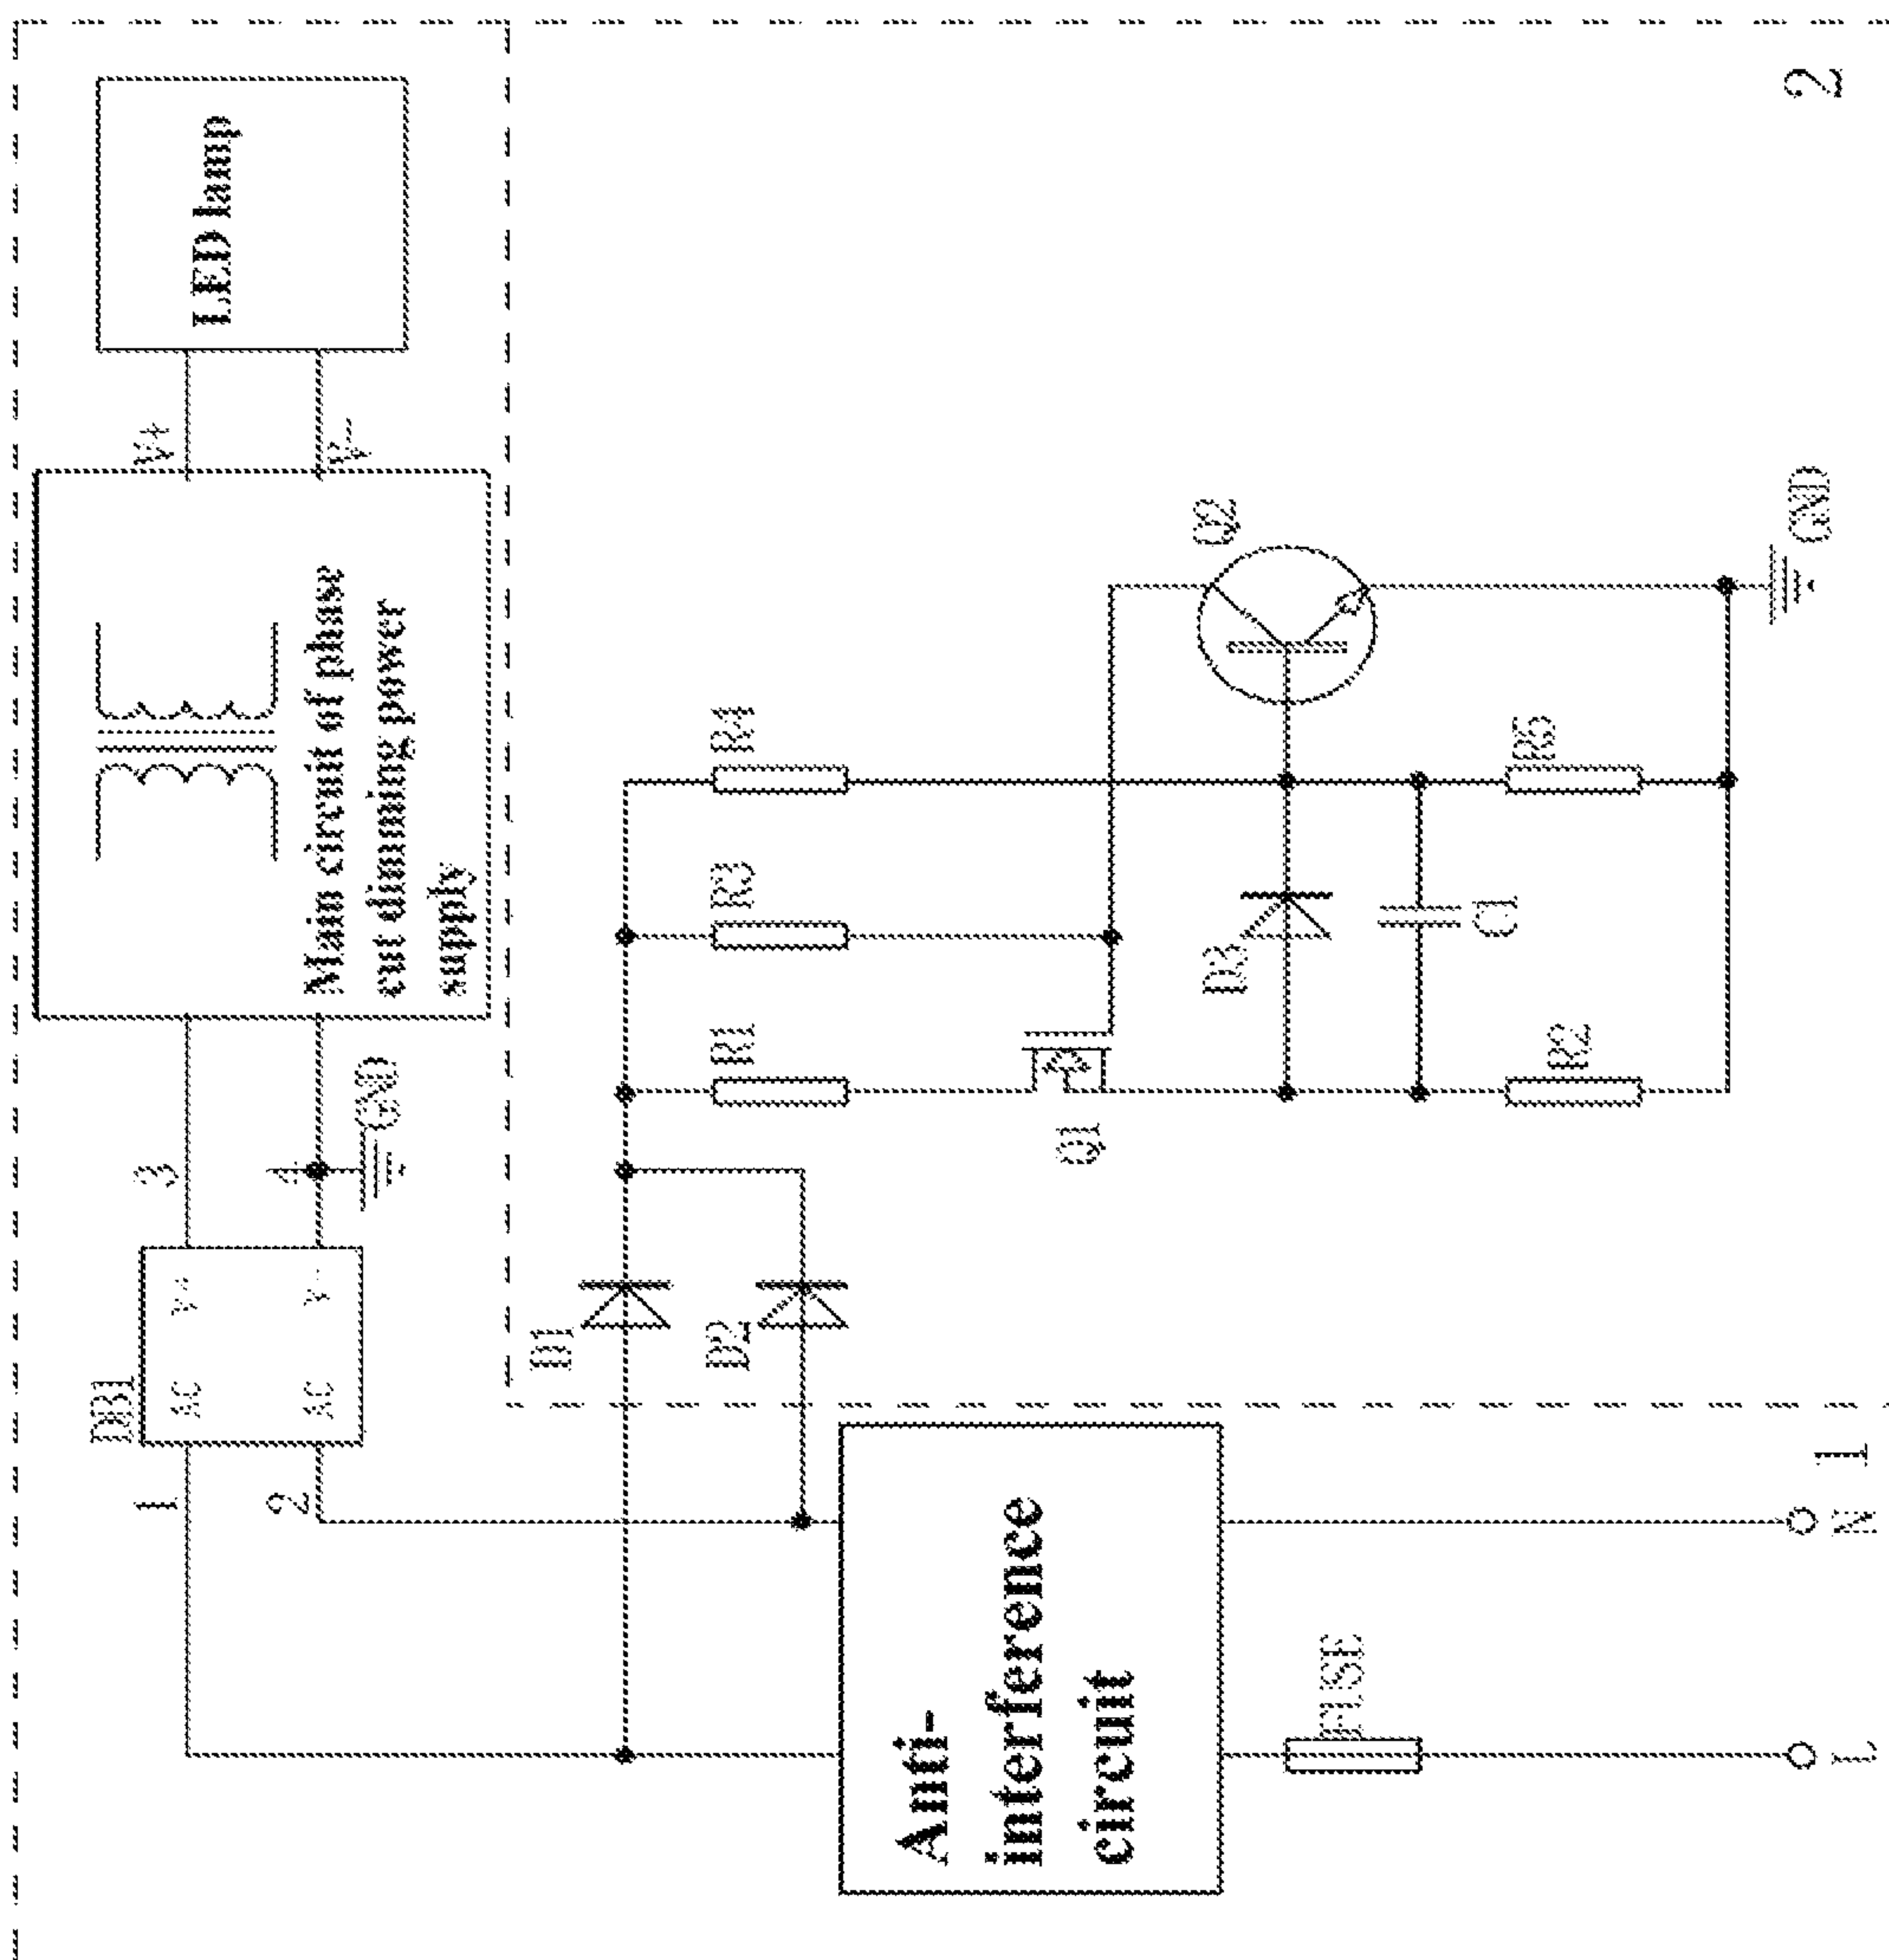 DB1
1
2
AC
AC
V+
V-
3
4
GND
Main circuit of phase
cut dimming power
supply
V+
V-
LED lamp
D1
D2
R1
R3
R4
Q1
D3
Q2
C1
R2
R5
GND
2
Anti-
interference
circuit
FUSE
L
N
1